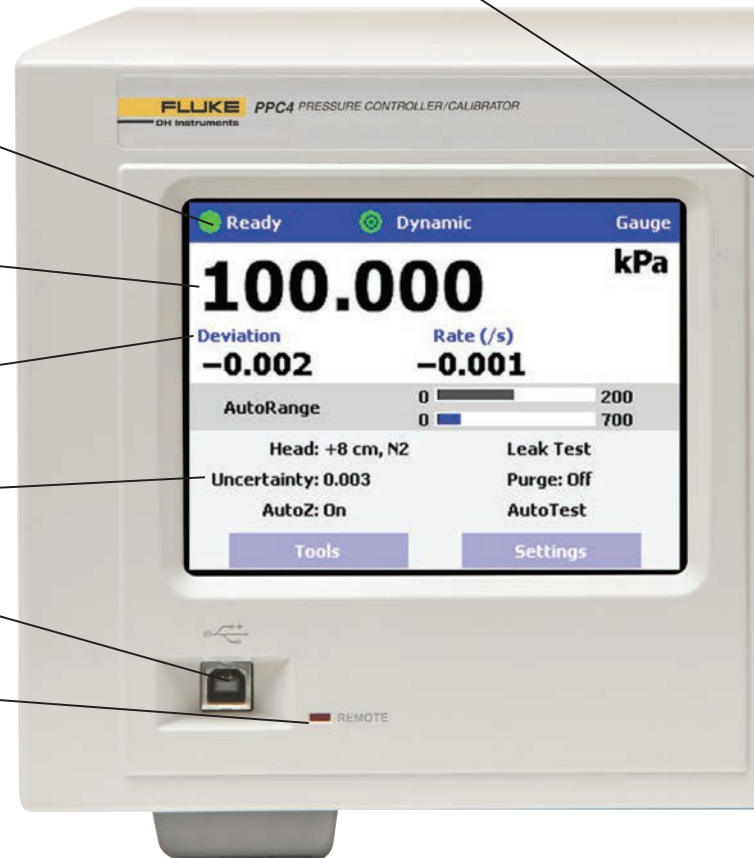 FLUKE PPC4 PRESSURE CONTROLLER/CALIBRATOR
DH Instruments
Ready Dynamic Gauge
100.000 kPa
Deviation Rate (/s)
−0.002 −0.001
AutoRange 0 200
0 700
Head: +8 cm, N2 Leak Test
Uncertainty: 0.003 Purge: Off
AutoZ: On AutoTest
Tools Settings
REMOTE